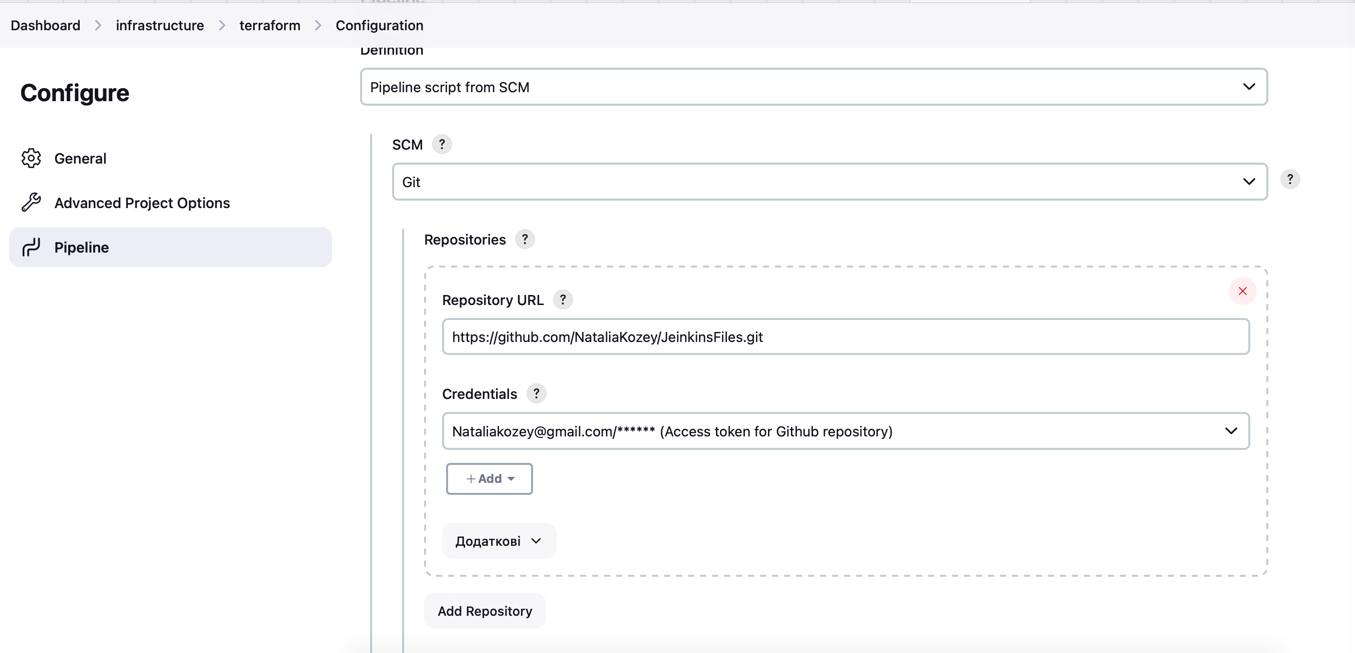 Dashboard > infrastructure > terraform > Configuration
Configure
General
Advanced Project Options
Pipeline
Definition
Pipeline script from SCM
SCM ?
Git
?
Repositories ?
Repository URL ?
https://github.com/NataliaKozey/JeinkinsFiles.git
Credentials ?
Nataliakozey@gmail.com/****** (Access token for Github repository)
+ Add
Додаткові
Add Repository